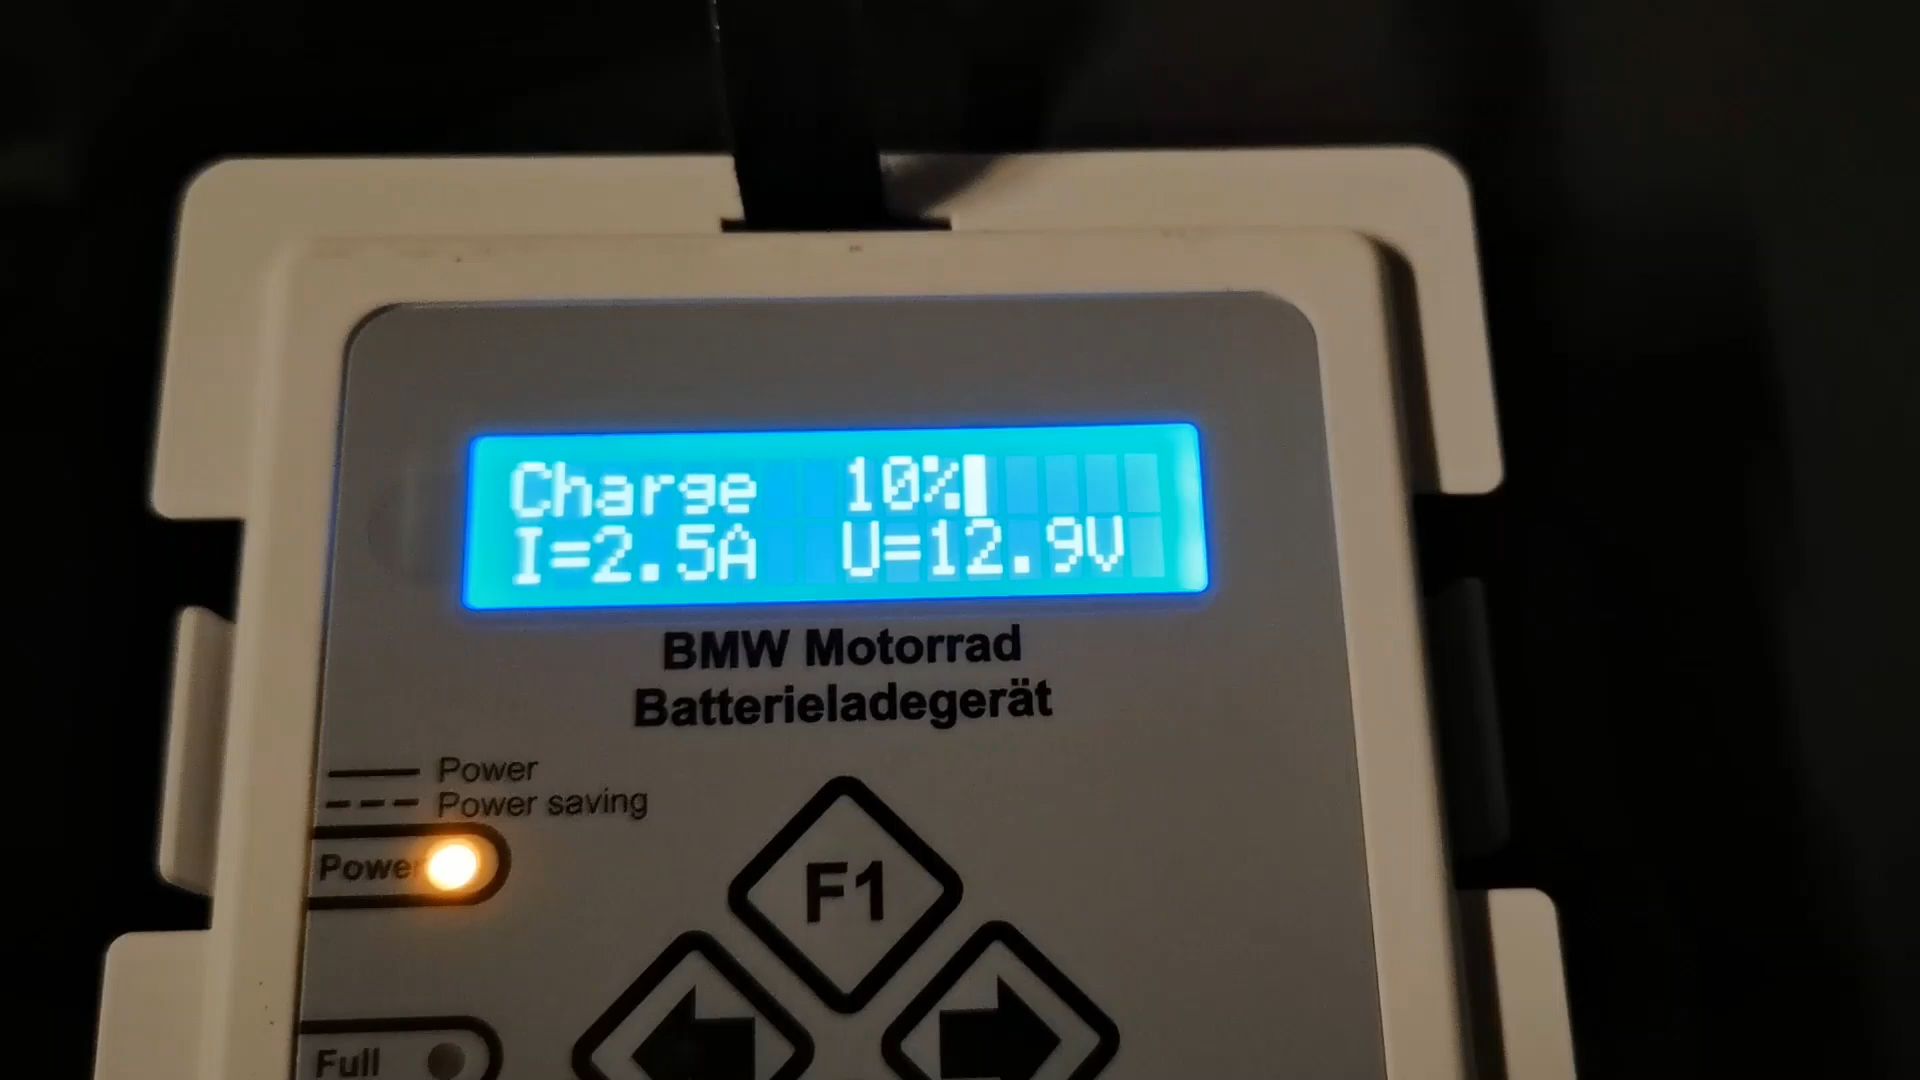 Charge 10%
I=2.5A U=12.9V
BMW Motorrad
Batterieladegerät
Power
Power saving
Power
F1
Full